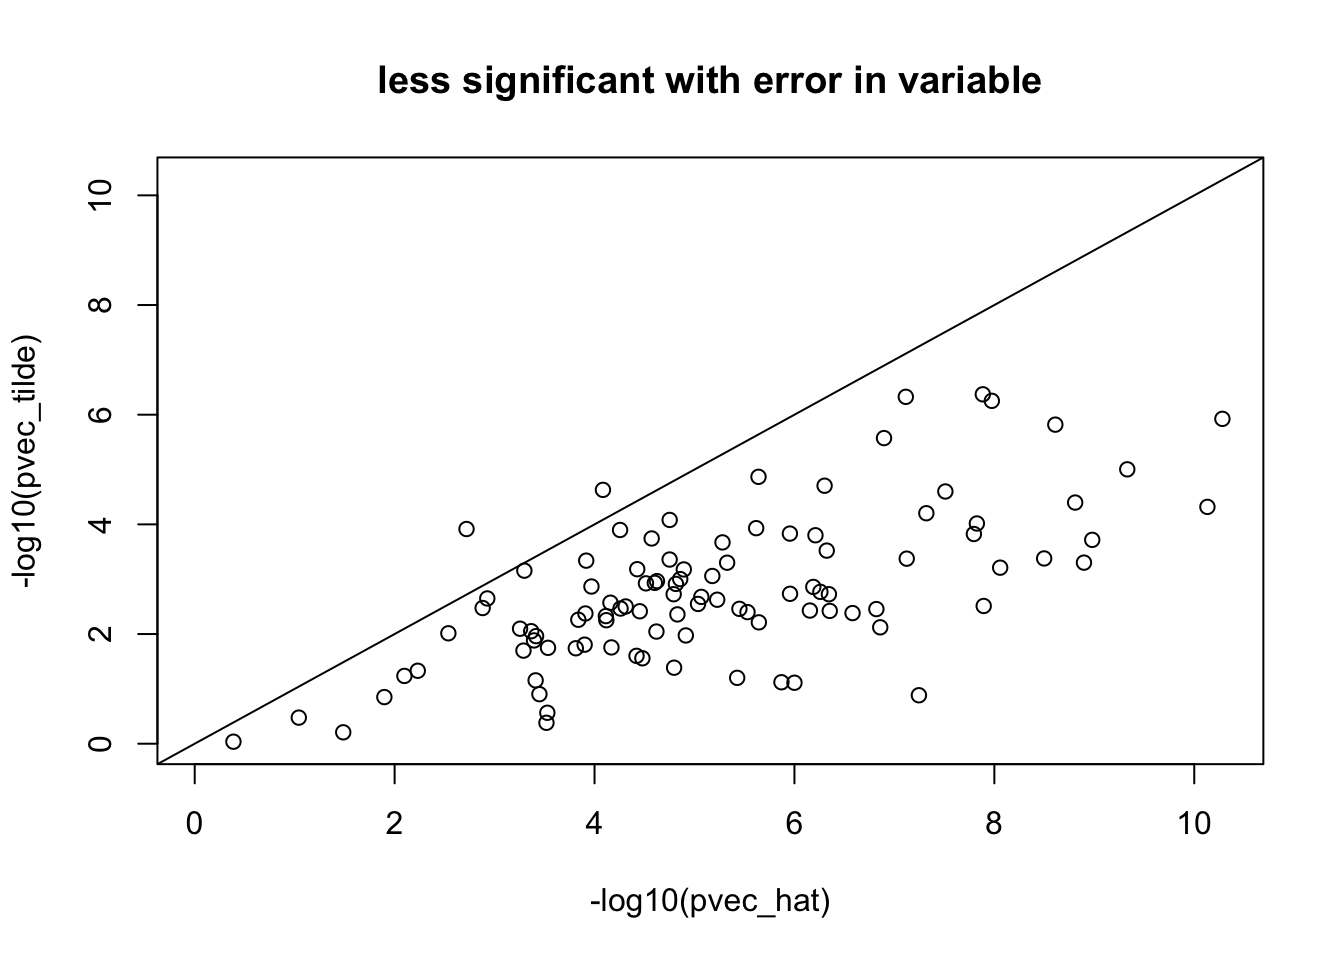 less significant with error in variable
-log10(pvec_tilde)
10
8
6
4
2
0
0 2 4 6 8 10
-log10(pvec_hat)